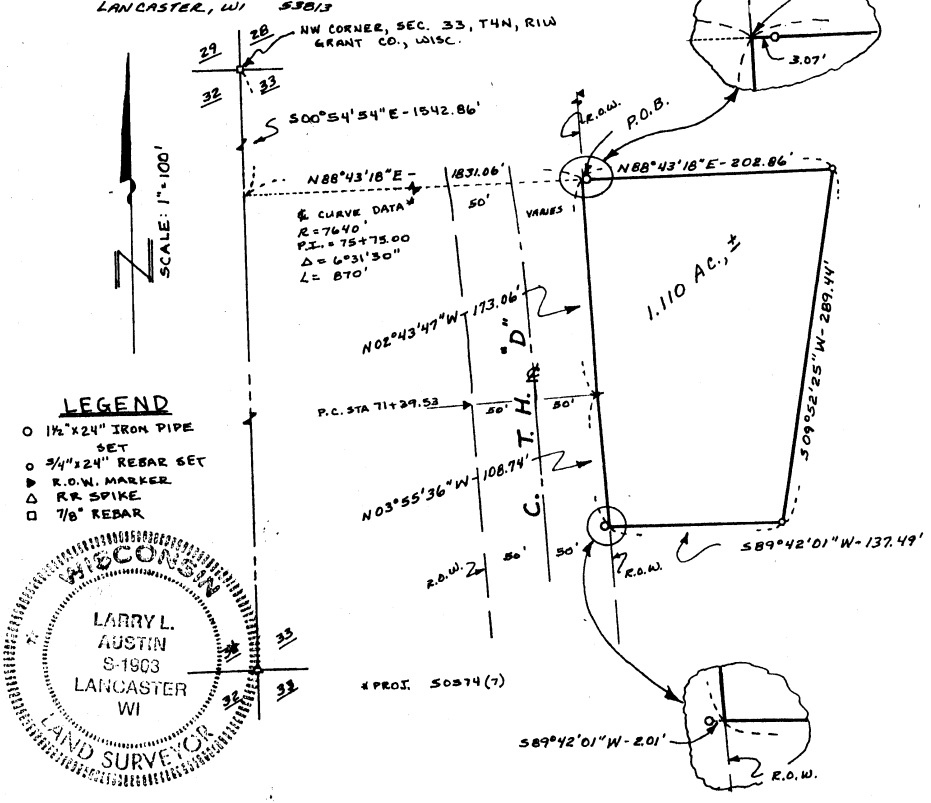 LANCASTER, WI 53813
NW CORNER, SEC. 33, T4N, R1W
GRANT CO., WISC.
29
28
32
33
3.07'
S00°54'54"E-1542.86'
R.O.W.
P.O.B.
N88°43'18"E-
1831.06'
N88°43'18"E-202.86'
50'
VARIES
SCALE: 1"=100'
N
℄ CURVE DATA*
R=7640'
P.I.=75+75.00
Δ=6°31'30"
L= 870'
1.110 AC.,±
N02°43'47"W-173.06'
S09°52'25"W-289.44'
C. T. H. "D"
P.C. STA 71+39.53
50'
50'
LEGEND
○ 1½"x24" IRON PIPE
SET
○ 3/4"x24" REBAR SET
▶ R.O.W. MARKER
△ RR SPIKE
□ 7/8" REBAR
N03°55'36"W-108.74'
S89°42'01"W-137.49'
R.O.W.
50'
50'
R.O.W.
WISCONSIN
LARRY L.
AUSTIN
S-1903
LANCASTER
WI
LAND SURVEYOR
33
32
33
* PROJ. S0374(7)
S89°42'01"W-2.01'
R.O.W.